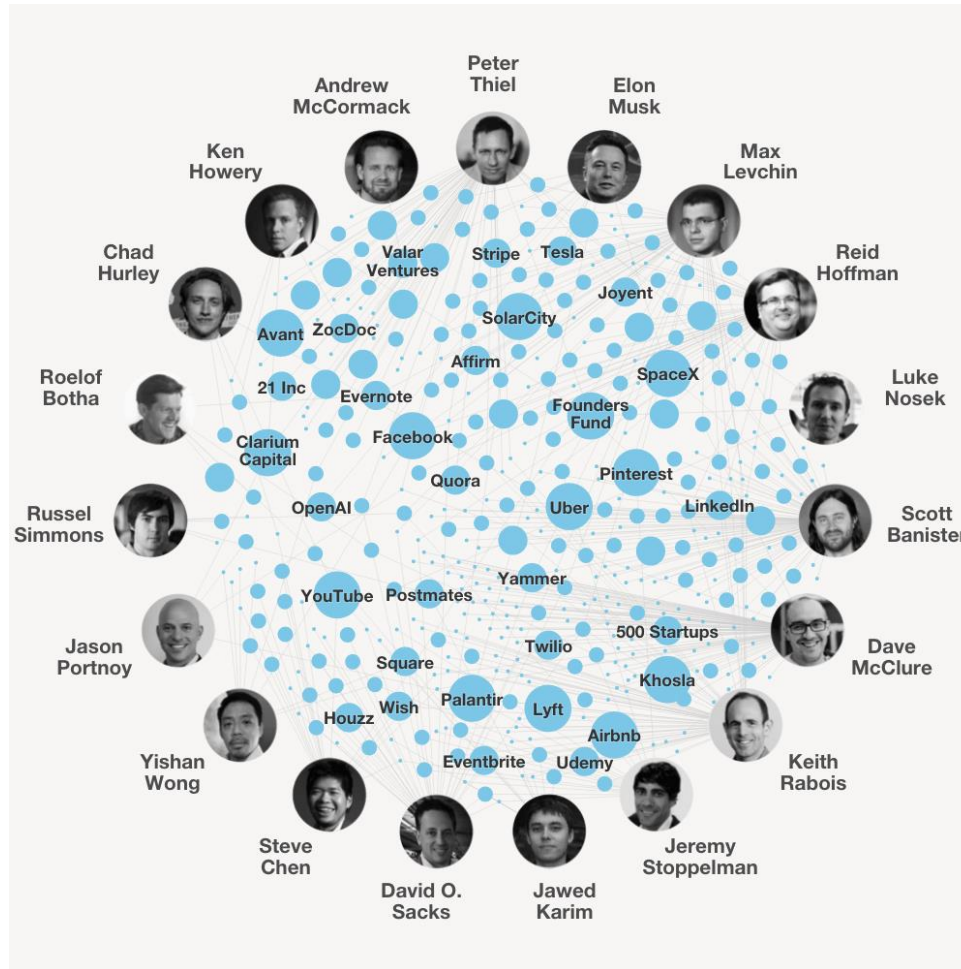 Peter
Thiel
Elon
Musk
Max
Levchin
Reid
Hoffman
Luke
Nosek
Scott
Banister
Dave
McClure
Keith
Rabois
Jeremy
Stoppelman
Jawed
Karim
David O.
Sacks
Steve
Chen
Yishan
Wong
Jason
Portnoy
Russel
Simmons
Roelof
Botha
Chad
Hurley
Ken
Howery
Andrew
McCormack
Valar
Ventures
Stripe
Tesla
Joyent
SolarCity
Avant
ZocDoc
Affirm
SpaceX
21 Inc
Evernote
Founders
Fund
Facebook
Clarium
Capital
Quora
Pinterest
OpenAI
Uber
LinkedIn
Yammer
YouTube
Postmates
500 Startups
Twilio
Square
Khosla
Palantir
Wish
Lyft
Houzz
Airbnb
Eventbrite
Udemy